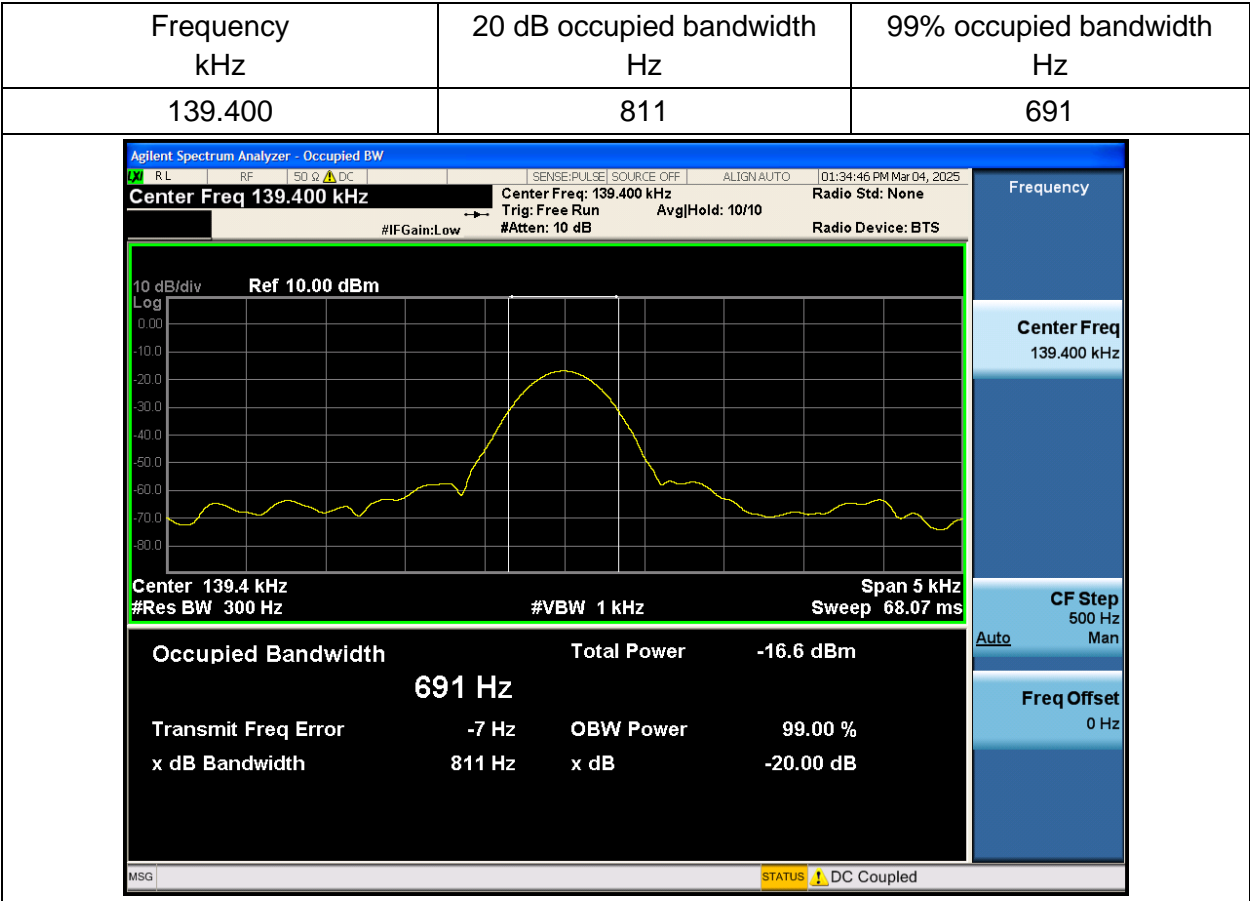 Frequency
kHz
20 dB occupied bandwidth
Hz
99% occupied bandwidth
Hz
139.400 811 691
Agilent Spectrum Analyzer - Occupied BW
LXI RL RF 50 Ω DC SENSE:PULSE SOURCE OFF ALIGN AUTO 01:34:46 PM Mar 04, 2025
Center Freq 139.400 kHz
#IFGain:Low
Center Freq: 139.400 kHz
Trig: Free Run Avg|Hold: 10/10
#Atten: 10 dB
Radio Std: None
Radio Device: BTS
10 dB/div Ref 10.00 dBm
Log
0.00
-10.0
-20.0
-30.0
-40.0
-50.0
-60.0
-70.0
-80.0
Center 139.4 kHz Span 5 kHz
#Res BW 300 Hz #VBW 1 kHz Sweep 68.07 ms
Occupied Bandwidth Total Power -16.6 dBm
691 Hz
Transmit Freq Error -7 Hz OBW Power 99.00 %
x dB Bandwidth 811 Hz x dB -20.00 dB
Frequency
Center Freq
139.400 kHz
CF Step
500 Hz
Auto Man
Freq Offset
0 Hz
MSG STATUS DC Coupled